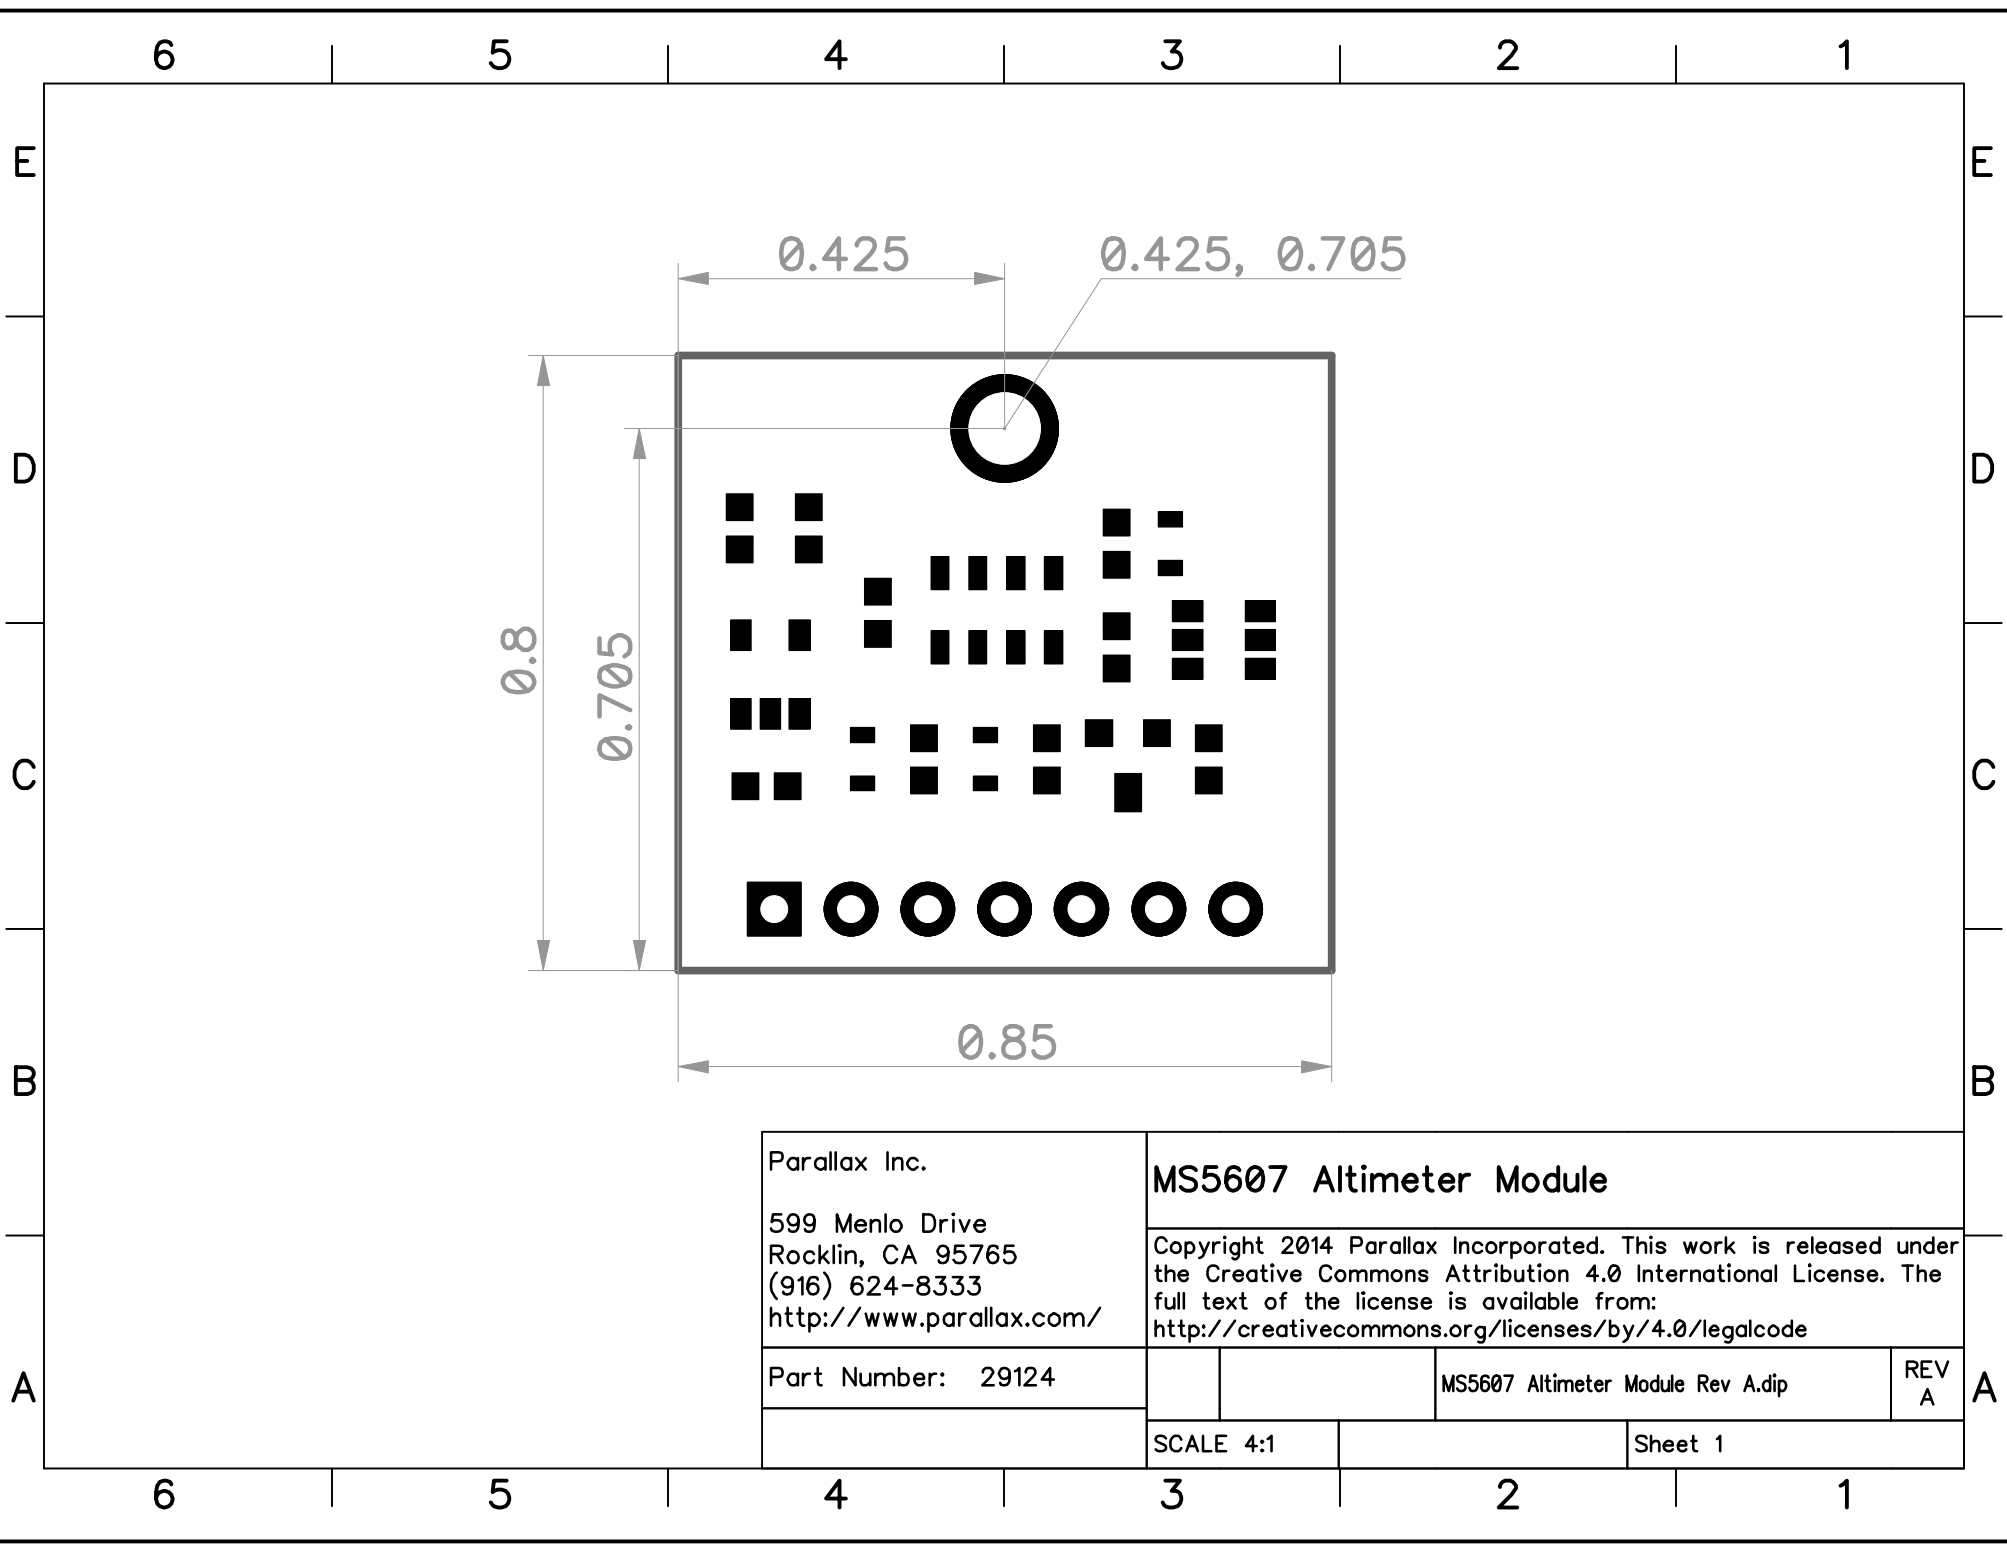 6 5 4 3 2 1
E E
0.425 0.425, 0.705
D D
0.8
0.705
C C
0.85
B B
Parallax Inc.
599 Menlo Drive
Rocklin, CA 95765
(916) 624-8333
http://www.parallax.com/
Part Number: 29124
MS5607 Altimeter Module
Copyright 2014 Parallax Incorporated. This work is released under
the Creative Commons Attribution 4.0 International License. The
full text of the license is available from:
http://creativecommons.org/licenses/by/4.0/legalcode
MS5607 Altimeter Module Rev A.dip
REV
A
SCALE 4:1
Sheet 1
A A
6 5 4 3 2 1